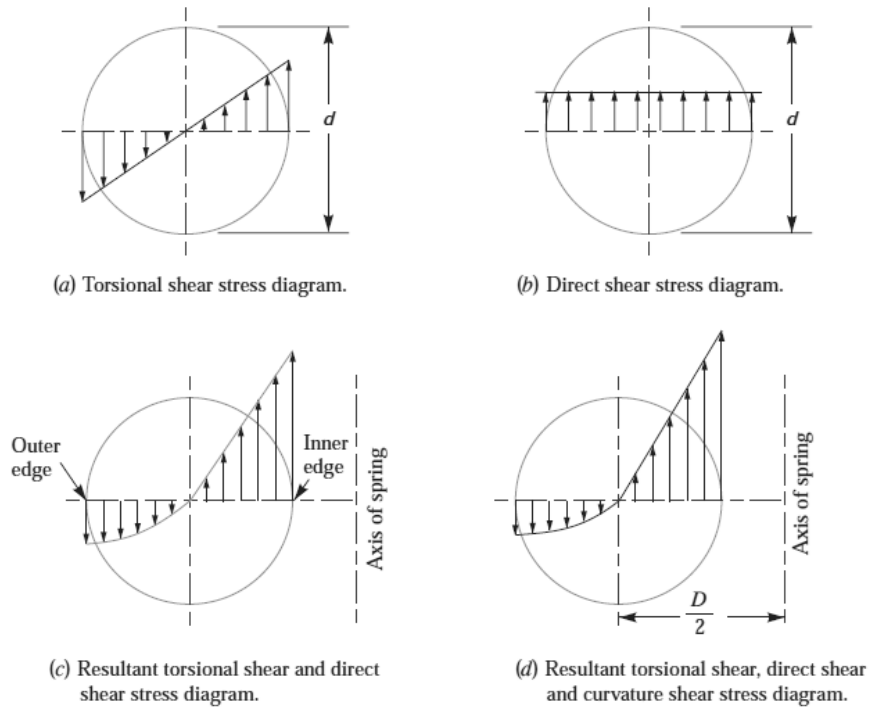 d
d
(a) Torsional shear stress diagram.
(b) Direct shear stress diagram.
Outer
edge
Inner
edge
Axis of spring
Axis of spring
D
2
(c) Resultant torsional shear and direct
shear stress diagram.
(d) Resultant torsional shear, direct shear
and curvature shear stress diagram.